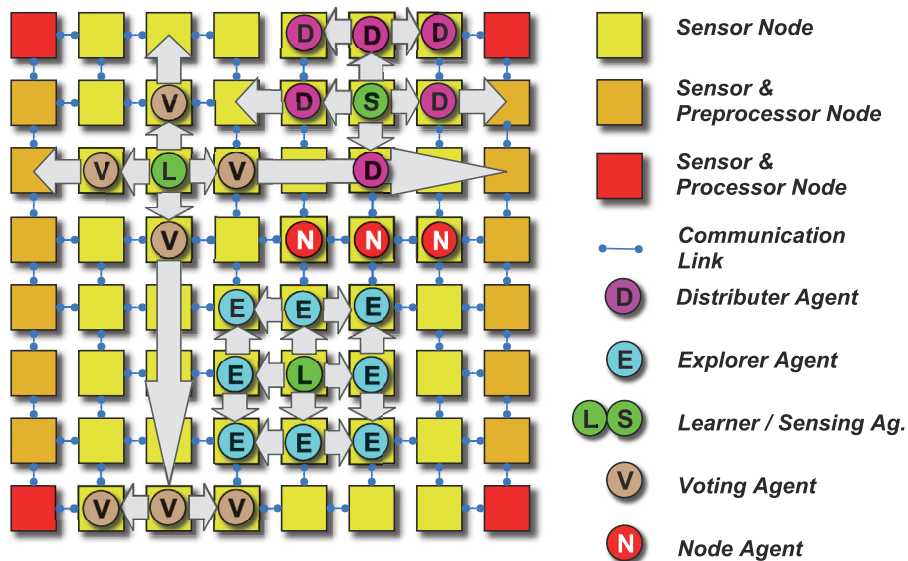 D D D
Sensor Node
V D S D
Sensor &
Preprocessor Node
V L V D
Sensor &
Processor Node
V N N N
Communication
Link
E E E
D Distributer Agent
E L E
E Explorer Agent
E E E
L S Learner / Sensing Ag.
V V V
V Voting Agent
N Node Agent